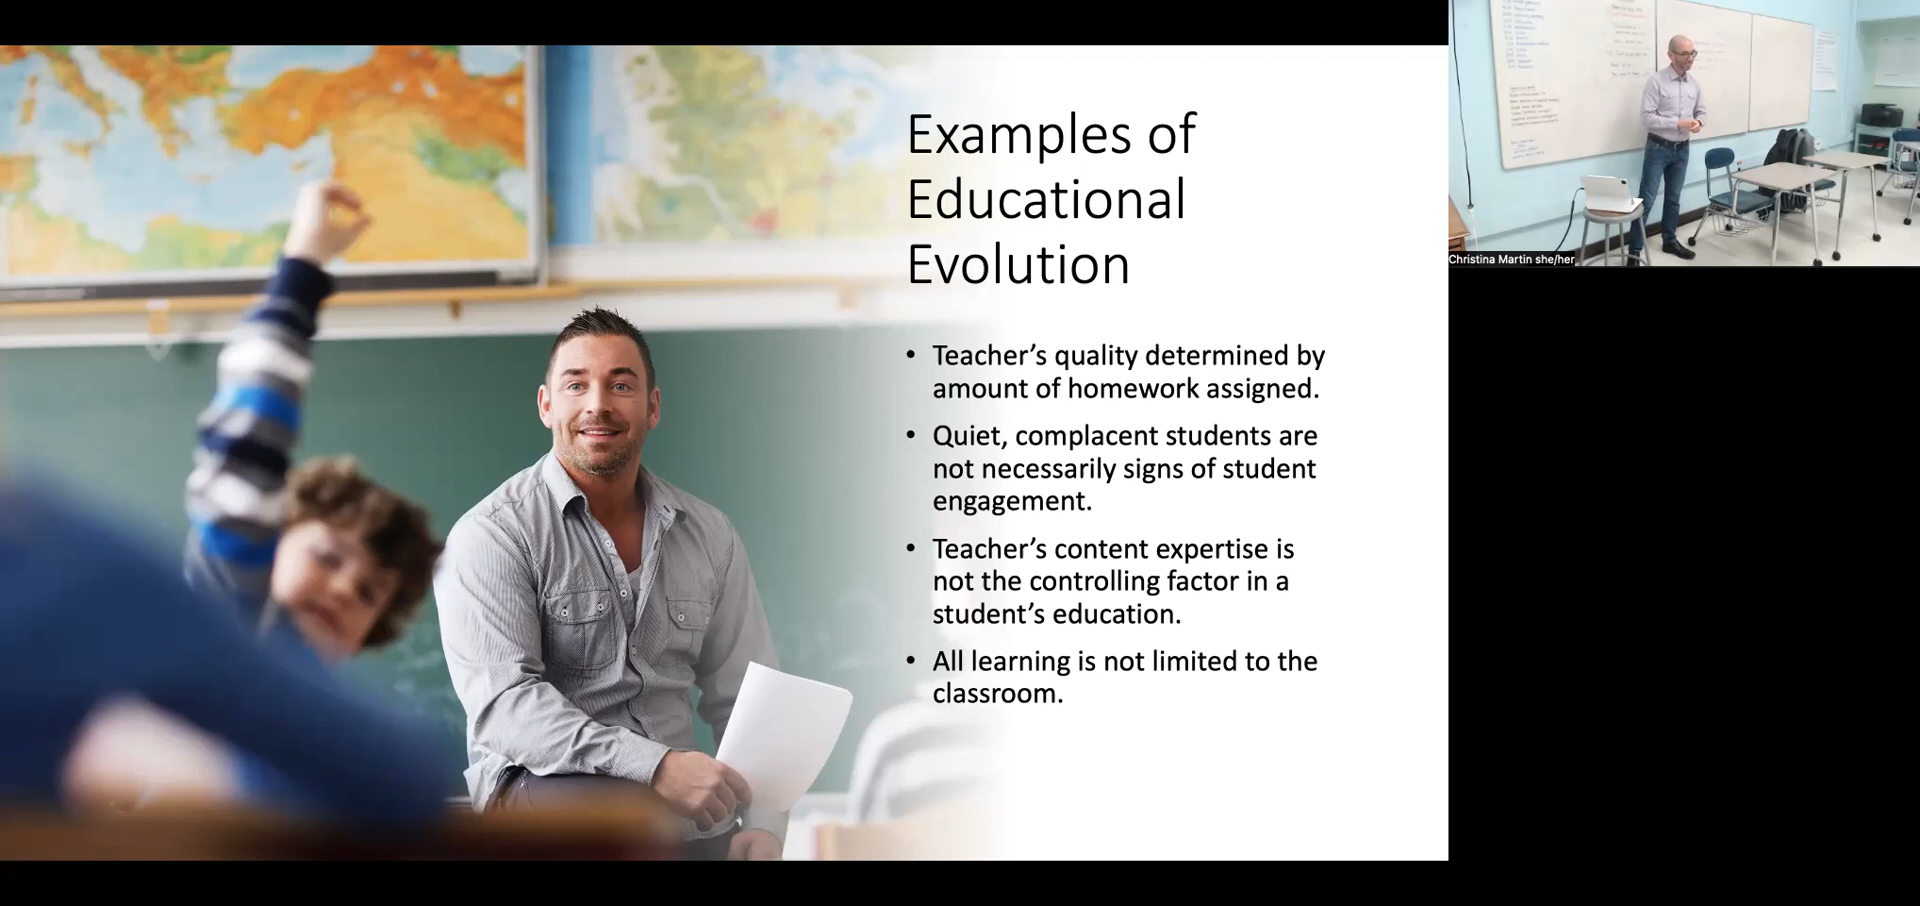 Examples of
Educational
Evolution
• Teacher’s quality determined by
amount of homework assigned.
• Quiet, complacent students are
not necessarily signs of student
engagement.
• Teacher’s content expertise is
not the controlling factor in a
student’s education.
• All learning is not limited to the
classroom.
Christina Martin she/her